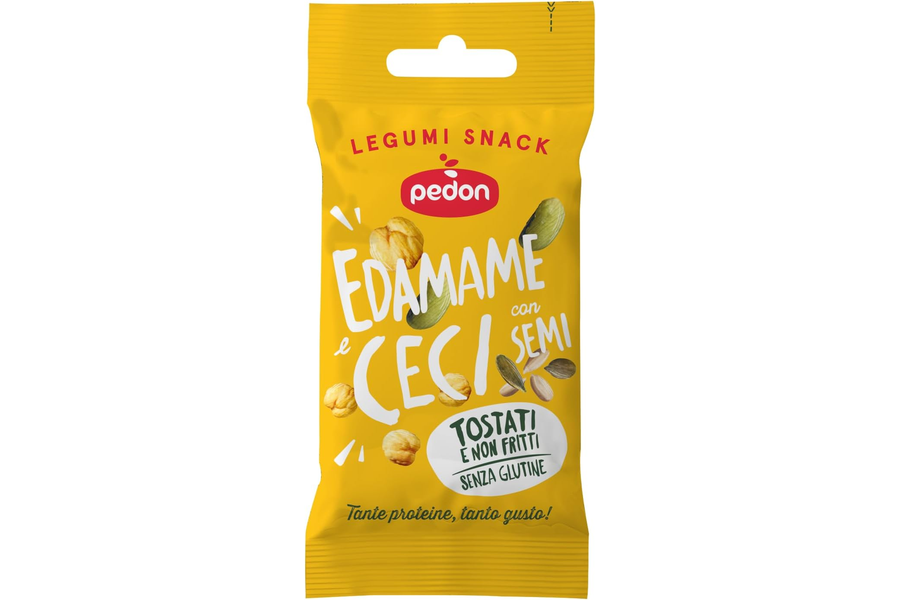 LEGUMI SNACK
pedon
EDAMAME
e CECI con SEMI
TOSTATI
E NON FRITTI
SENZA GLUTINE
Tante proteine, tanto gusto!